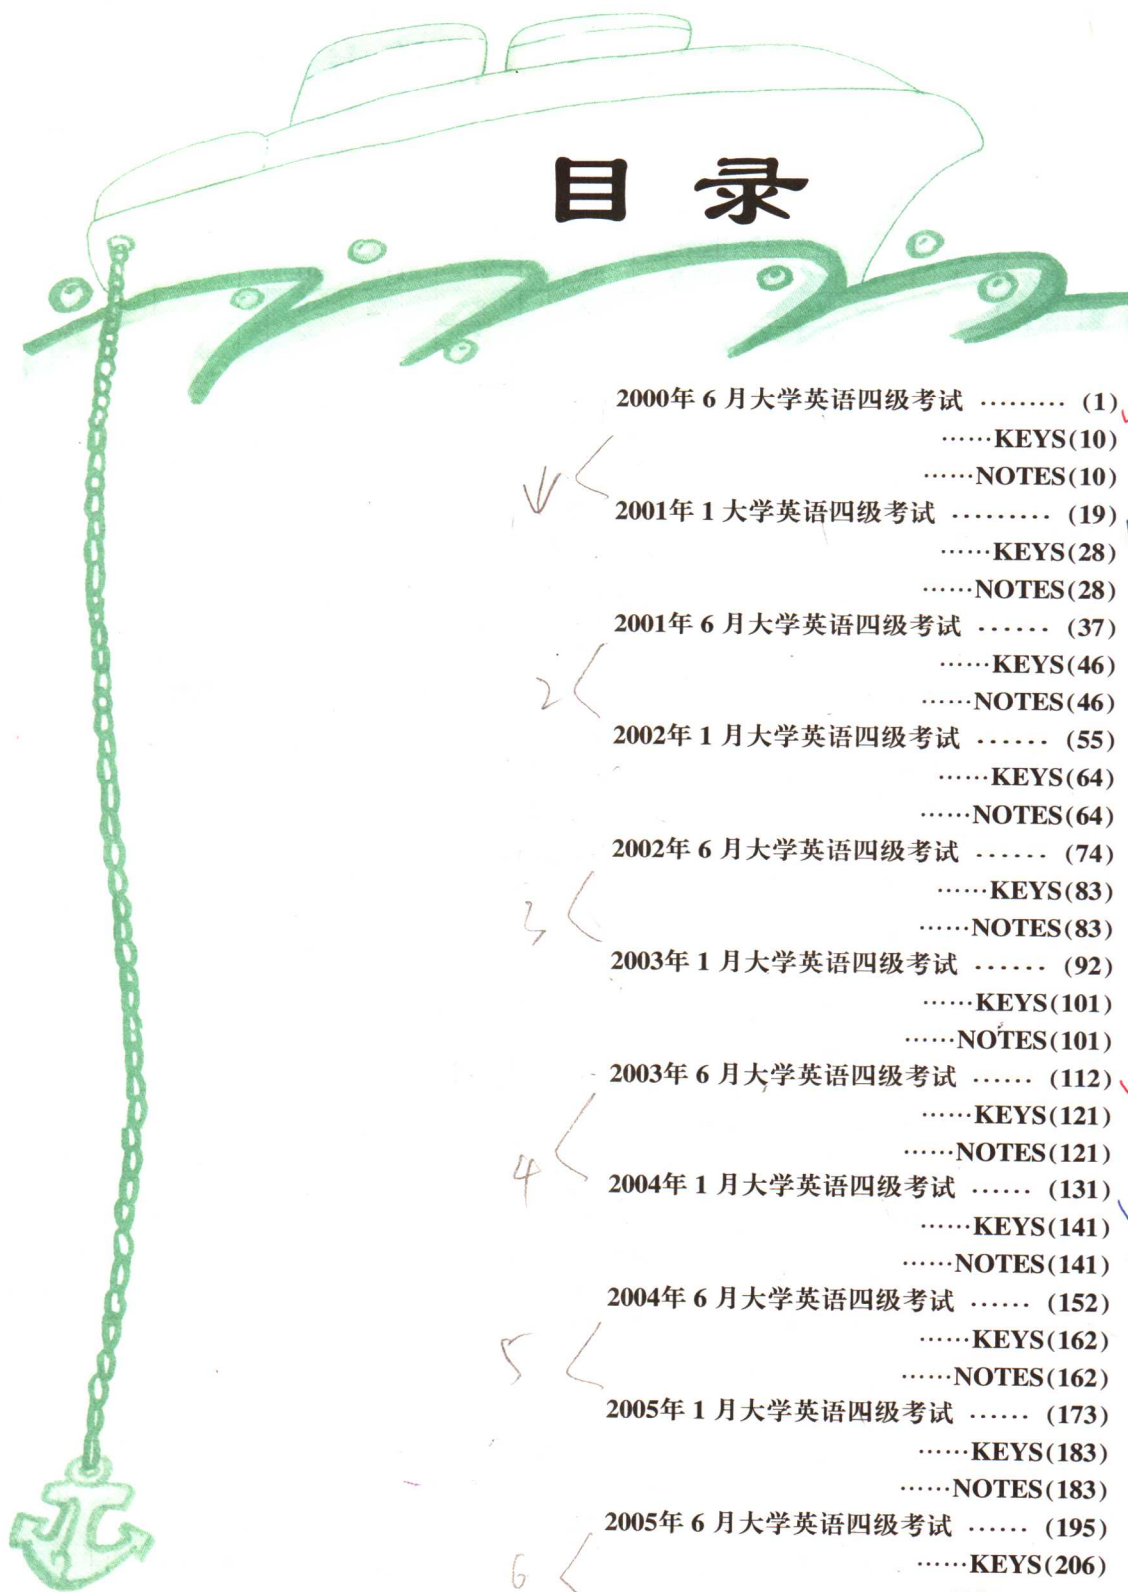 目录
2000年 6 月大学英语四级考试 ……… (1)
……KEYS(10)
……NOTES(10)
2001年 1 大学英语四级考试 ……… (19)
……KEYS(28)
……NOTES(28)
2001年 6 月大学英语四级考试 …… (37)
……KEYS(46)
2 ……NOTES(46)
2002年 1 月大学英语四级考试 …… (55)
……KEYS(64)
……NOTES(64)
2002年 6 月大学英语四级考试 …… (74)
……KEYS(83)
3 ……NOTES(83)
2003年 1 月大学英语四级考试 …… (92)
……KEYS(101)
……NOTES(101)
2003年 6 月大学英语四级考试 …… (112)
……KEYS(121)
……NOTES(121)
4 2004年 1 月大学英语四级考试 …… (131)
……KEYS(141)
……NOTES(141)
2004年 6 月大学英语四级考试 …… (152)
……KEYS(162)
5 ……NOTES(162)
2005年 1 月大学英语四级考试 …… (173)
……KEYS(183)
……NOTES(183)
2005年 6 月大学英语四级考试 …… (195)
6 ……KEYS(206)